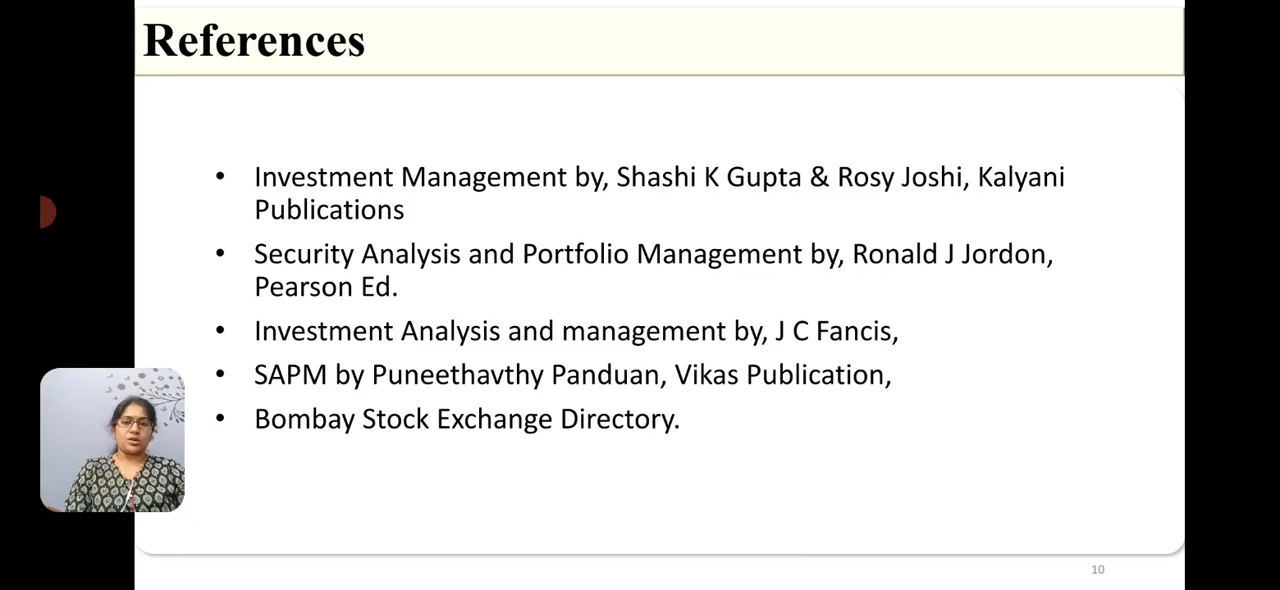 References
• Investment Management by, Shashi K Gupta & Rosy Joshi, Kalyani
Publications
• Security Analysis and Portfolio Management by, Ronald J Jordon,
Pearson Ed.
• Investment Analysis and management by, J C Fancis,
• SAPM by Puneethavthy Panduan, Vikas Publication,
• Bombay Stock Exchange Directory.
10